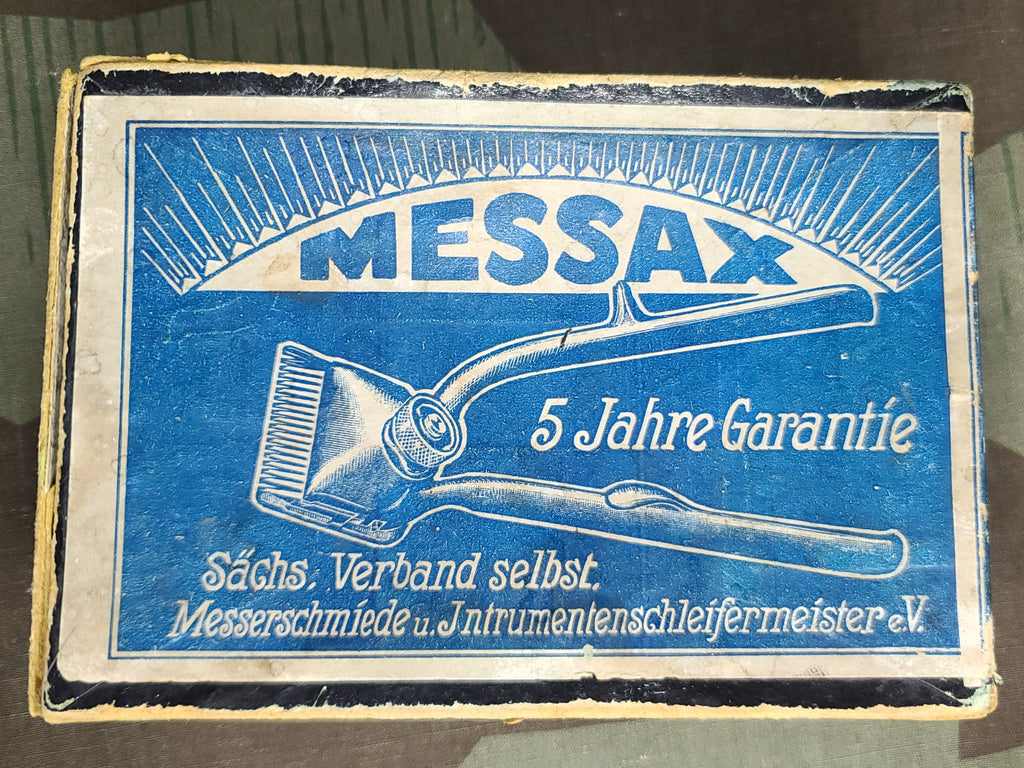 MESSAX
5 Jahre Garantie
Sächs. Verband selbst.
Messerschmiede u. Jntrumentenschleifermeister e.V.